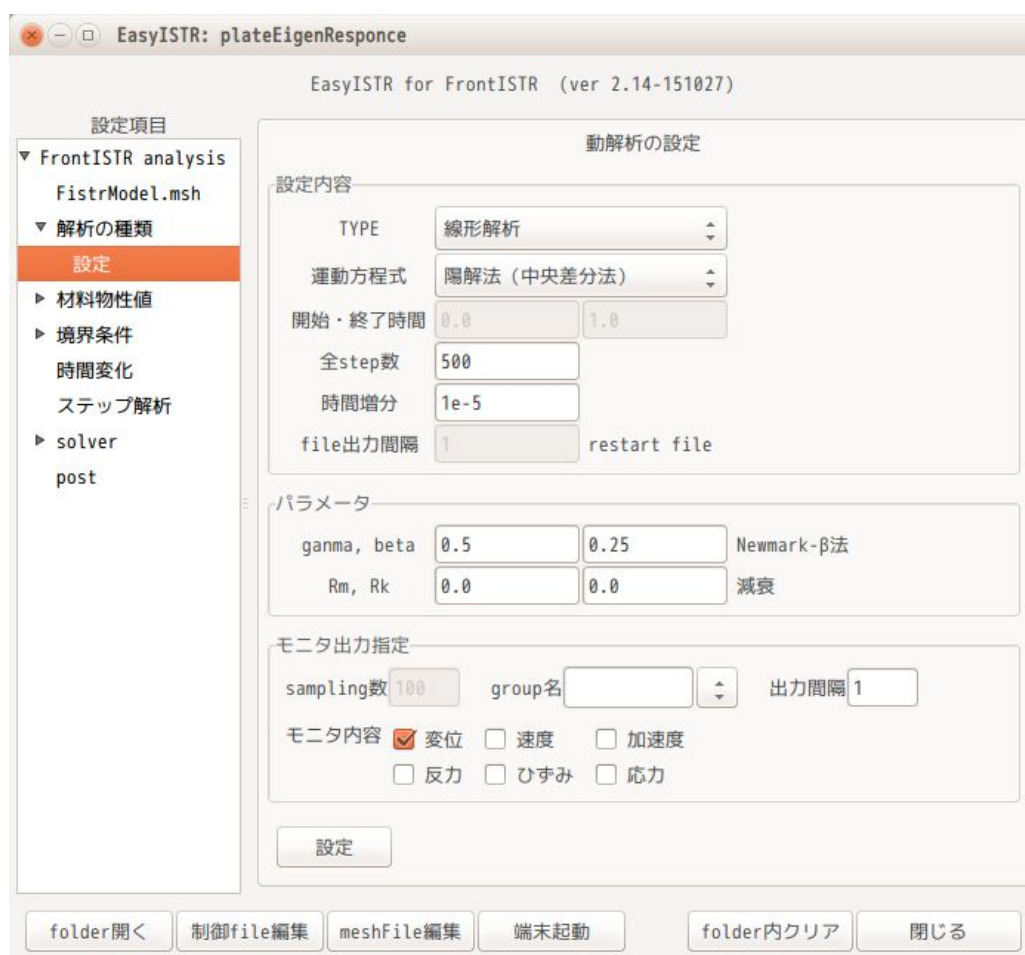 EasyISTR: plateEigenResponce
EasyISTR for FrontISTR (ver 2.14-151027)
設定項目
FrontISTR analysis
FistrModel.msh
解析の種類
設定
材料物性値
境界条件
時間変化
ステップ解析
solver
post
動解析の設定
設定内容
TYPE 線形解析
運動方程式 陽解法（中央差分法）
開始・終了時間 0.0 1.0
全step数 500
時間増分 1e-5
file出力間隔 1 restart file
パラメータ
ganma, beta 0.5 0.25 Newmark-β法
Rm, Rk 0.0 0.0 減衰
モニタ出力指定
sampling数 100 group名 出力間隔 1
モニタ内容 変位 速度 加速度
反力 ひずみ 応力
設定
folder開く 制御file編集 meshFile編集 端末起動 folder内クリア 閉じる